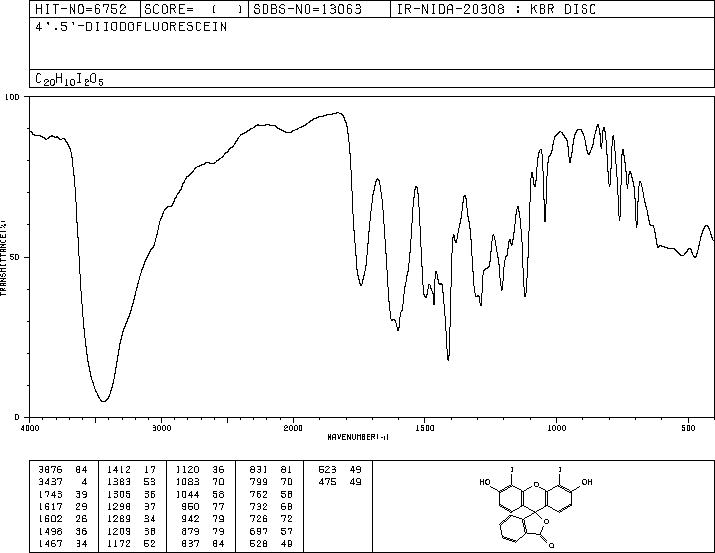 HIT-NO=6752 SCORE= ( ) SDBS-NO=13063 IR-NIDA-20308 : KBR DISC
4'.5'-DIIODOFLUORESCEIN
C20H10I2O5
100
50
0
TRANSMITTANCE(%)
4000 3000 2000 1500 1000 500
WAVENUMBER(-1)
3876 84 1412 17 1120 36 831 81 523 49
3437 4 1383 53 1083 70 799 70 475 49
1743 39 1305 36 1044 58 762 58
1617 29 1298 37 950 77 732 68
1602 26 1289 34 942 79 726 72
1498 36 1209 38 879 79 697 57
1467 34 1172 52 837 84 528 49
I I
HO O OH
O
O